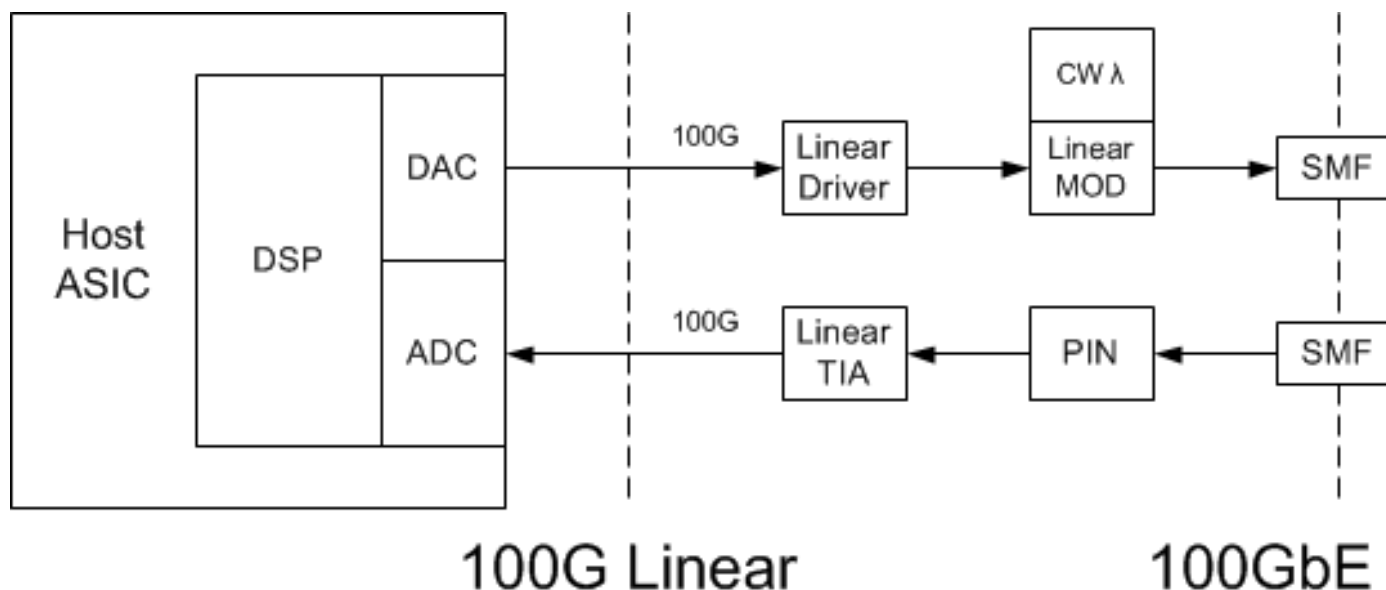 Host
ASIC
DSP
DAC
ADC
100G
Linear
Driver
CW λ
Linear
MOD
SMF
100G
Linear
TIA
PIN
SMF
100G Linear
100GbE